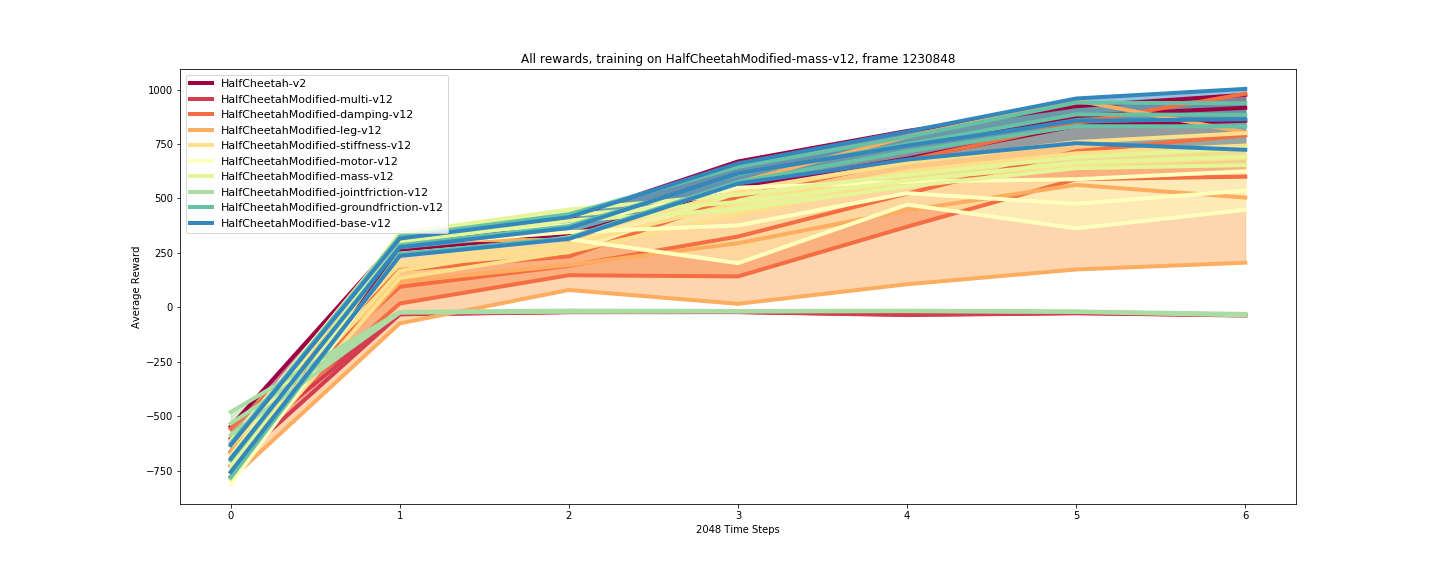 All rewards, training on HalfCheetahModified-mass-v12, frame 1230848
HalfCheetah-v2
HalfCheetahModified-multi-v12
HalfCheetahModified-damping-v12
HalfCheetahModified-leg-v12
HalfCheetahModified-stiffness-v12
HalfCheetahModified-motor-v12
HalfCheetahModified-mass-v12
HalfCheetahModified-jointfriction-v12
HalfCheetahModified-groundfriction-v12
HalfCheetahModified-base-v12
Average Reward
1000
750
500
250
0
−250
−500
−750
0 1 2 3 4 5 6
2048 Time Steps